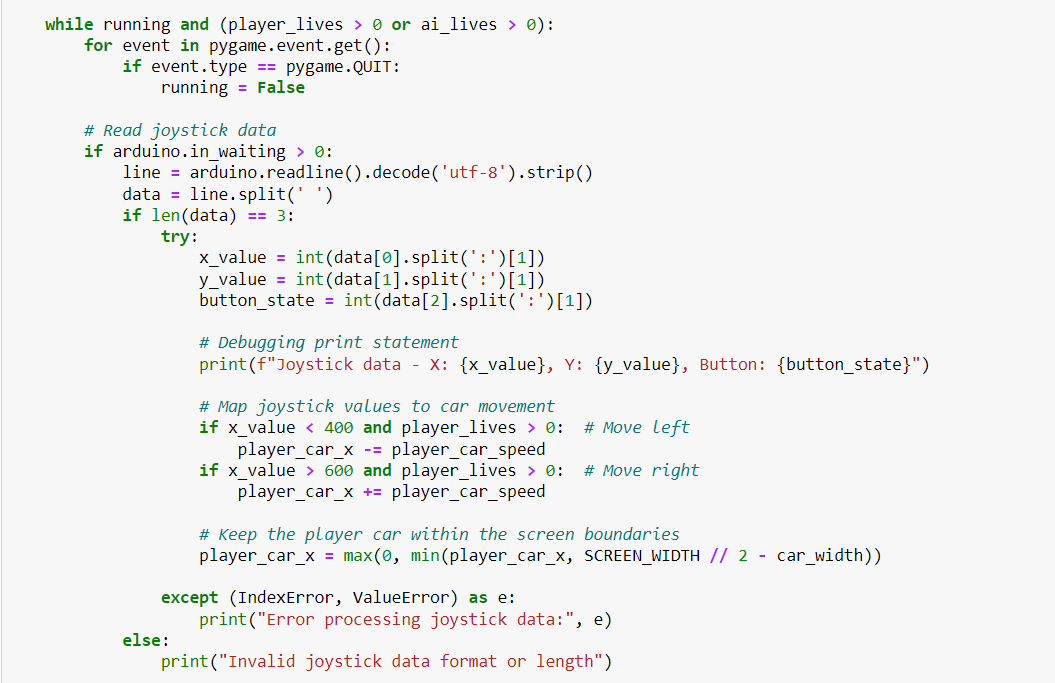 while running and (player_lives > 0 or ai_lives > 0):
    for event in pygame.event.get():
        if event.type == pygame.QUIT:
            running = False

    # Read joystick data
    if arduino.in_waiting > 0:
        line = arduino.readline().decode('utf-8').strip()
        data = line.split(' ')
        if len(data) == 3:
            try:
                x_value = int(data[0].split(':')[1])
                y_value = int(data[1].split(':')[1])
                button_state = int(data[2].split(':')[1])

                # Debugging print statement
                print(f"Joystick data - X: {x_value}, Y: {y_value}, Button: {button_state}")

                # Map joystick values to car movement
                if x_value < 400 and player_lives > 0:  # Move left
                    player_car_x -= player_car_speed
                if x_value > 600 and player_lives > 0:  # Move right
                    player_car_x += player_car_speed

                # Keep the player car within the screen boundaries
                player_car_x = max(0, min(player_car_x, SCREEN_WIDTH // 2 - car_width))

            except (IndexError, ValueError) as e:
                print("Error processing joystick data:", e)
        else:
            print("Invalid joystick data format or length")